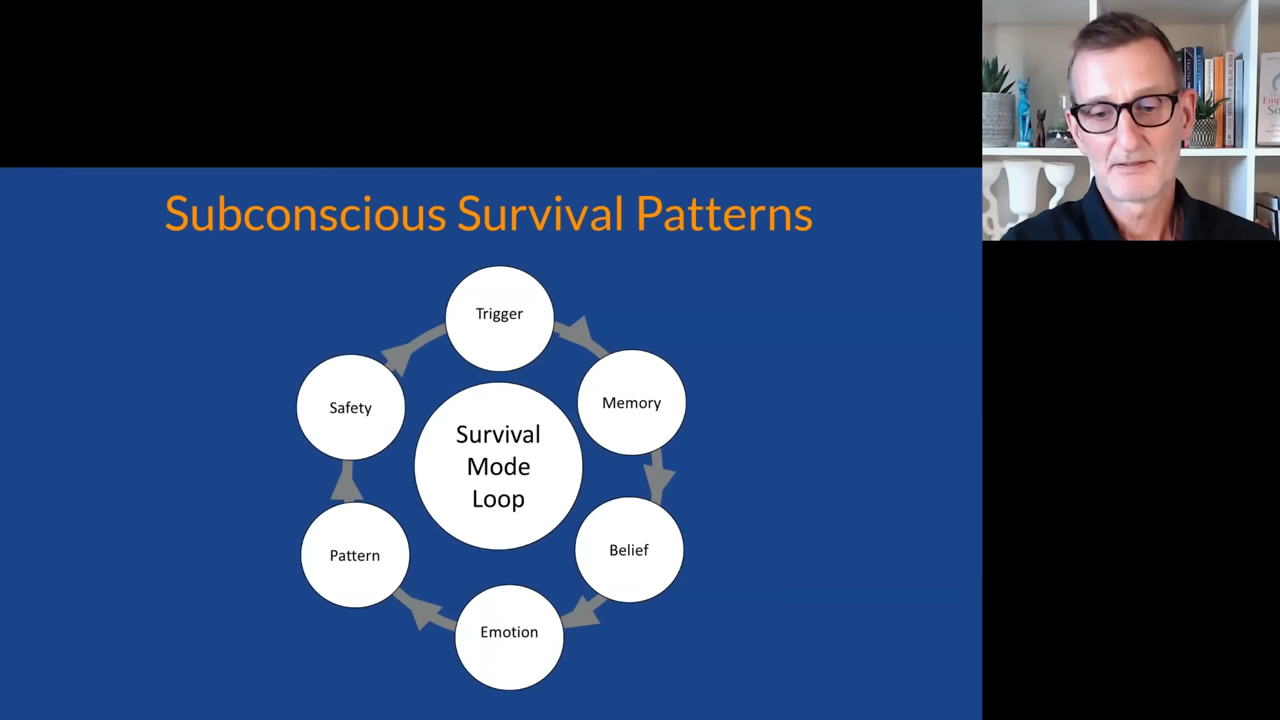 Subconscious Survival Patterns
Trigger
Safety
Memory
Survival
Mode
Loop
Pattern
Belief
Emotion